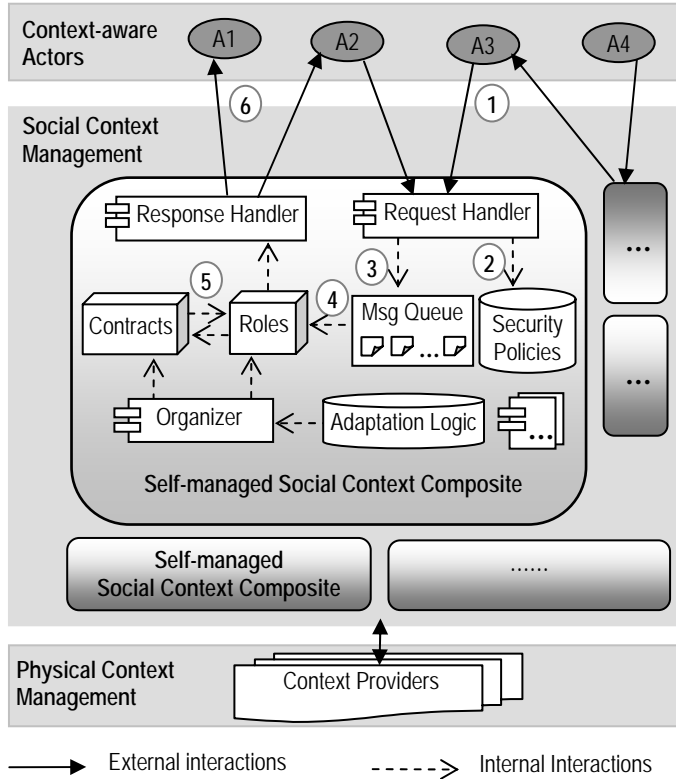 Context-aware
Actors
A1
A2
A3
A4
6
1
Social Context
Management
Response Handler
Request Handler
...
3
2
5
4
Contracts
Roles
Msg Queue
...
Security
Policies
...
Organizer
Adaptation Logic
...
Self-managed Social Context Composite
Self-managed
Social Context Composite
......
Physical Context
Management
Context Providers
External interactions
Internal Interactions